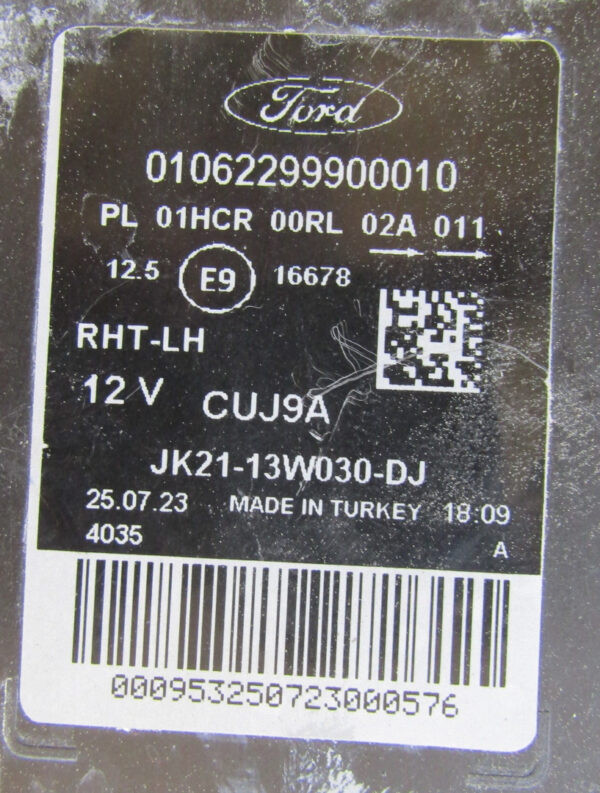 Ford
01062299900010
PL 01HCR 00RL 02A 011
12.5 E9 16678
RHT-LH
12 V CUJ9A
JK21-13W030-DJ
25.07.23 MADE IN TURKEY 18:09
4035 A
000953250723000576